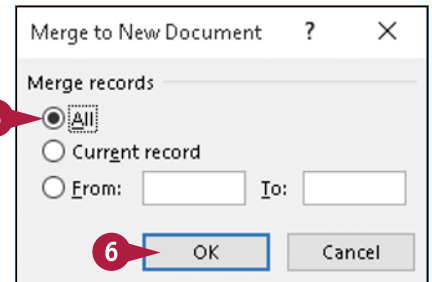 Merge to New Document ? ×
Merge records
All
Current record
From: To:
6 OK Cancel